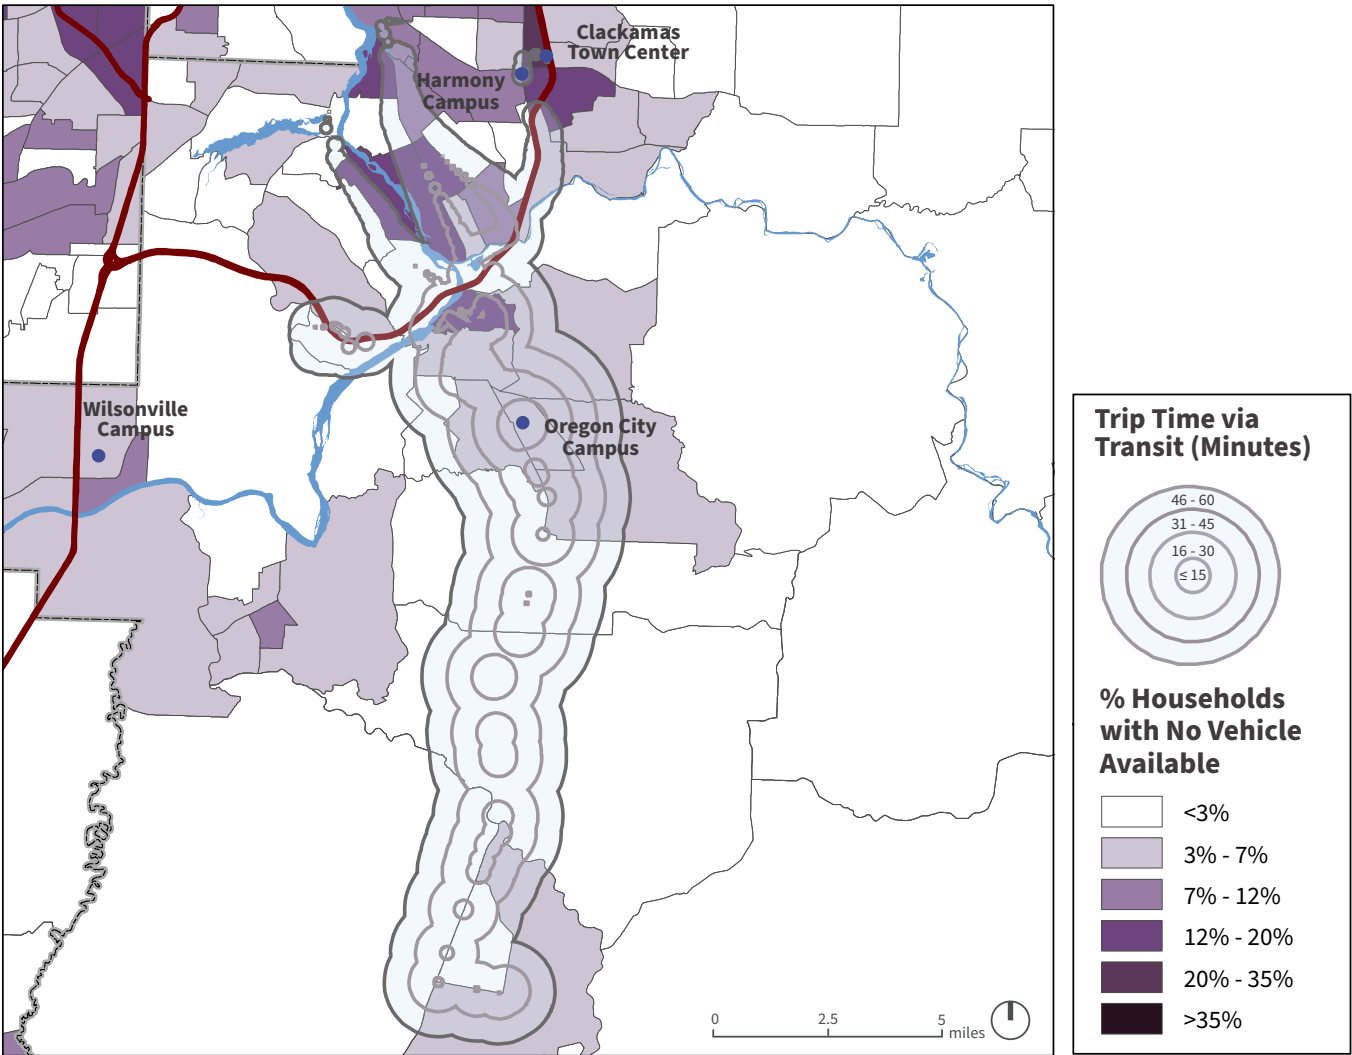 Clackamas
Town Center
Harmony
Campus
Wilsonville
Campus
Oregon City
Campus
0
2.5
5
miles
Trip Time via
Transit (Minutes)
46 - 60
31 - 45
16 - 30
≤ 15
% Households
with No Vehicle
Available
<3%
3% - 7%
7% - 12%
12% - 20%
20% - 35%
>35%